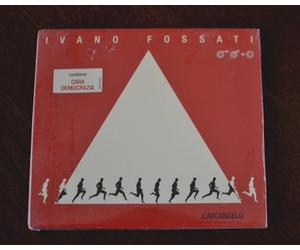 IVANO FOSSATI
contiene
CARA
DEMOCRAZIA
L'ARCANGELO